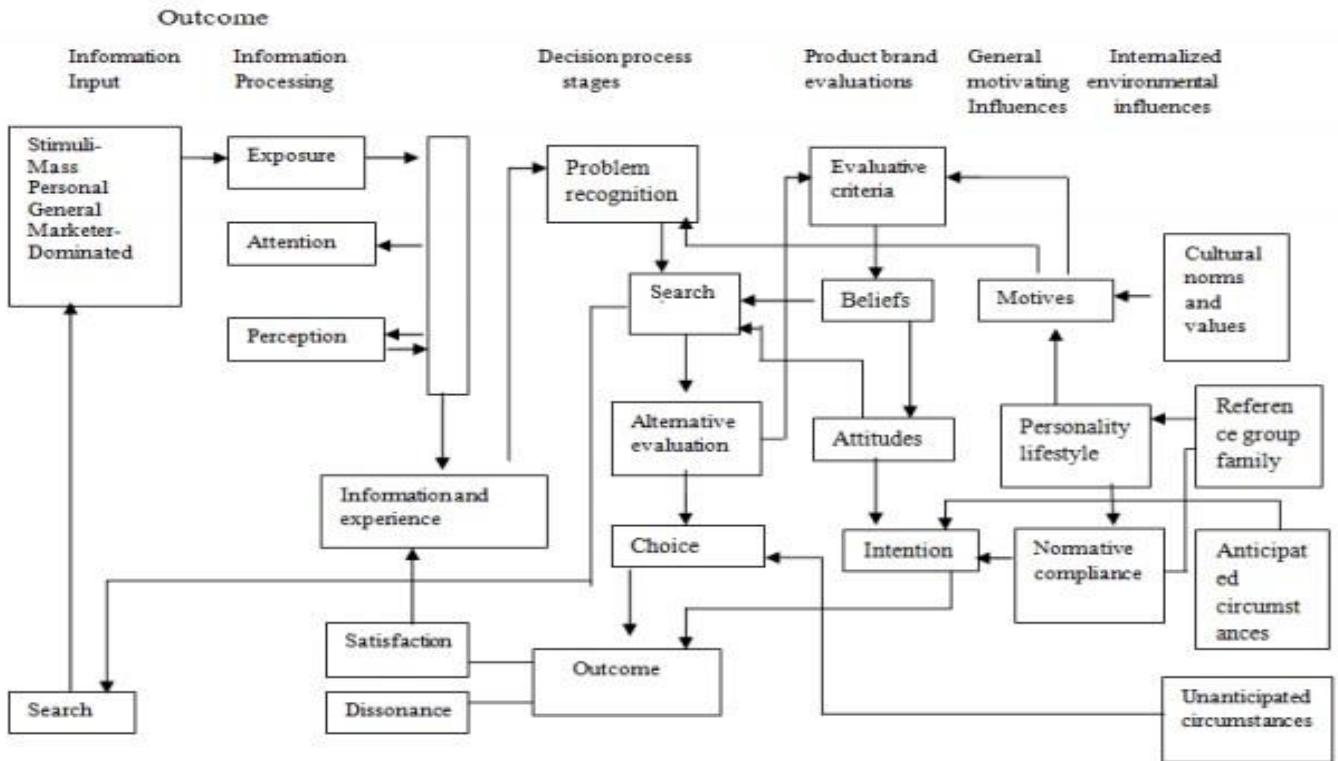 Outcome
Information
Input
Information
Processing
Decision process
stages
Product brand
evaluations
General
motivating
Influences
Internalized
environmental
influences
Stimuli-
Mass
Personal
General
Marketer-
Dominated
Exposure
Attention
Perception
Information and
experience
Satisfaction
Dissonance
Search
Problem
recognition
Search
Alternative
evaluation
Choice
Outcome
Evaluative
criteria
Beliefs
Attitudes
Intention
Motives
Personality
lifestyle
Normative
compliance
Cultural
norms
and
values
Referen
ce group
family
Anticipat
ed
circumst
ances
Unanticipated
circumstances